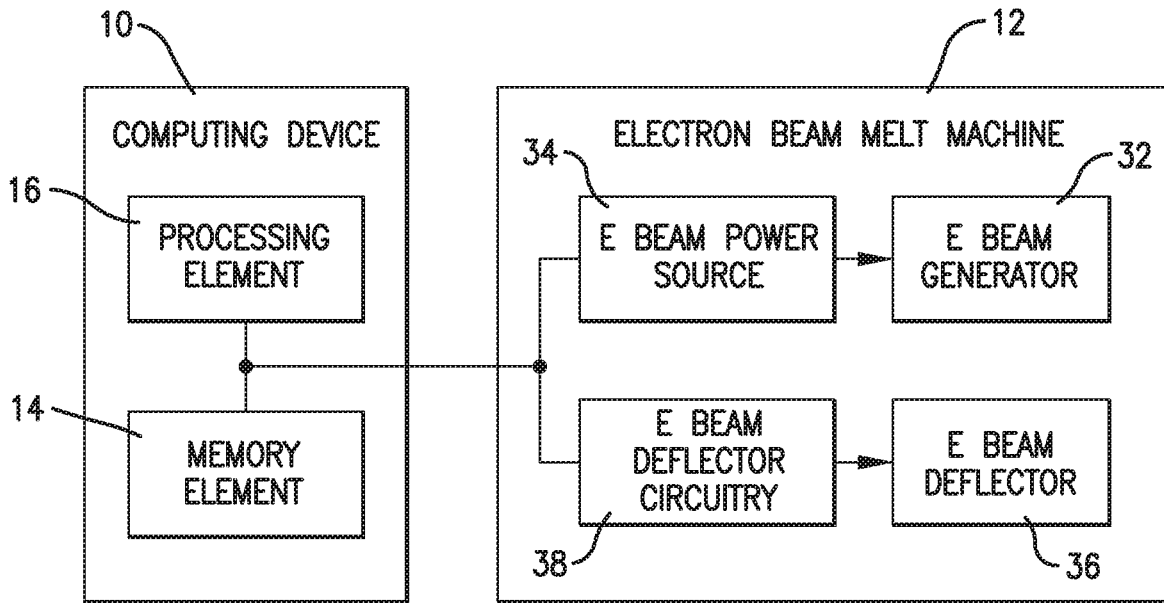 10
12
COMPUTING DEVICE
ELECTRON BEAM MELT MACHINE
16
34
32
PROCESSING
ELEMENT
E BEAM POWER
SOURCE
E BEAM
GENERATOR
14
MEMORY
ELEMENT
E BEAM
DEFLECTOR
CIRCUITRY
E BEAM
DEFLECTOR
38
36